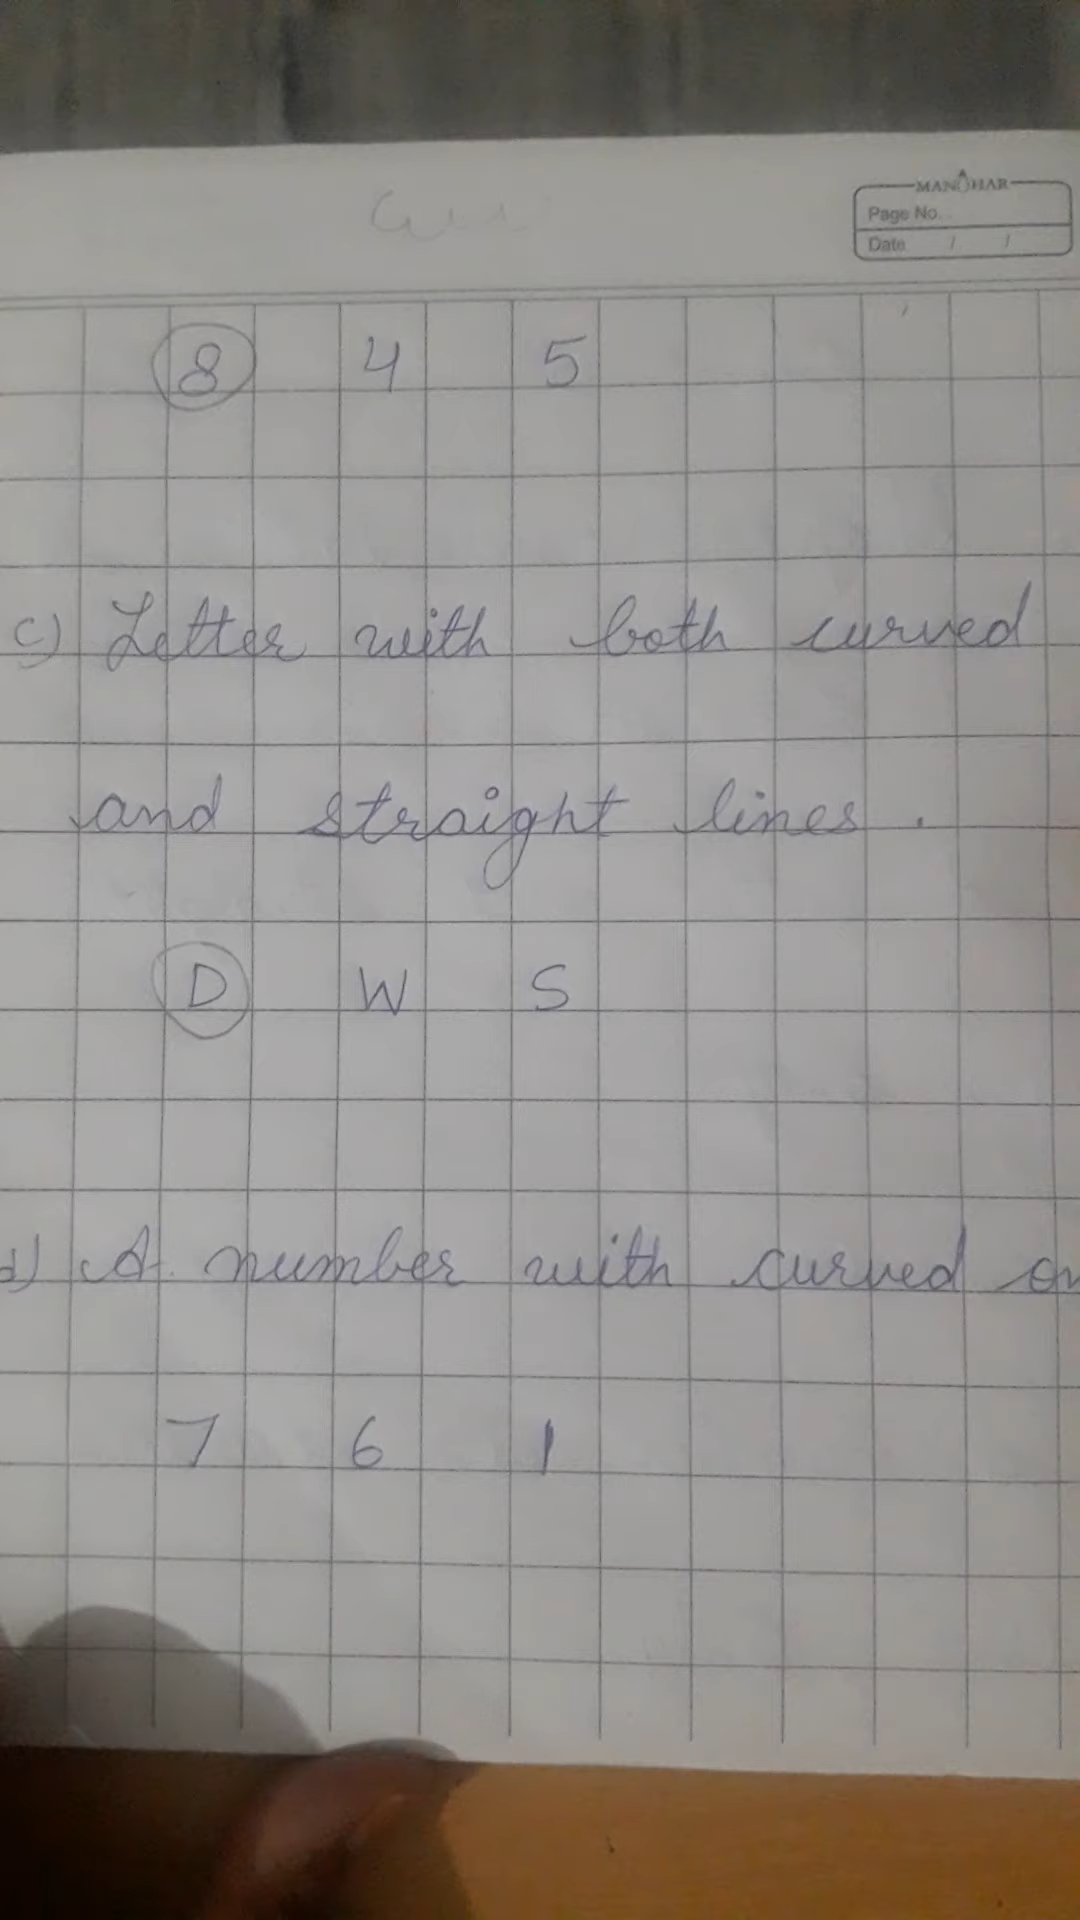 MANOHAR
Page No.
Date / /
8 4 5
c) Letter with both curved
and straight lines.
D W S
d) A number with curved
7 6 1